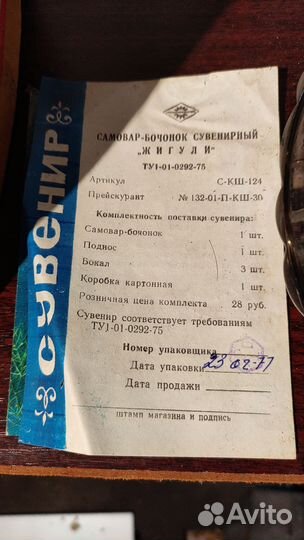 СУВЕНИР
САМОВАР-БОЧОНОК СУВЕНИРНЫЙ
„ЖИГУЛИ"
ТУ1-01-0292-75
Артикул С-КШ-124
Прейскурант № 132-01-П-КШ-30
Комплектность поставки сувенира:
Самовар-бочонок 1 шт.
Поднос 1 шт.
Бокал 3 шт.
Коробка картонная 1 шт.
Розничная цена комплекта 28 руб.
Сувенир соответствует требованиям
ТУ1-01-0292-75
Номер упаковщика
Дата упаковки 23 02 77
Дата продажи
штамп магазина и подпись
Avito